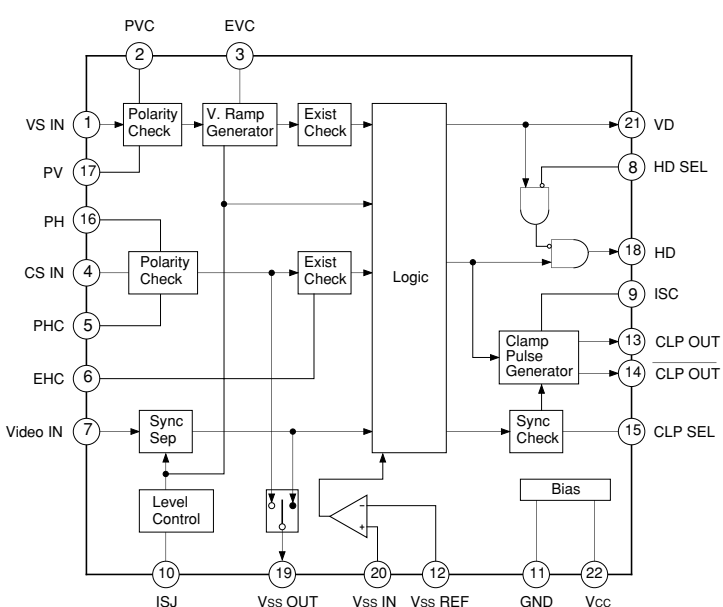 PVC
EVC
2
3
VS IN
1
Polarity
Check
V. Ramp
Generator
Exist
Check
21
VD
PV
17
8
HD SEL
PH
16
CS IN
4
Polarity
Check
Exist
Check
Logic
18
HD
9
ISC
PHC
5
Clamp
Pulse
Generator
13
CLP OUT
EHC
6
14
CLP OUT
Video IN
7
Sync
Sep
Sync
Check
15
CLP SEL
Level
Control
Bias
−
+
10
19
20
12
11
22
ISJ
VSS OUT
VSS IN
VSS REF
GND
VCC